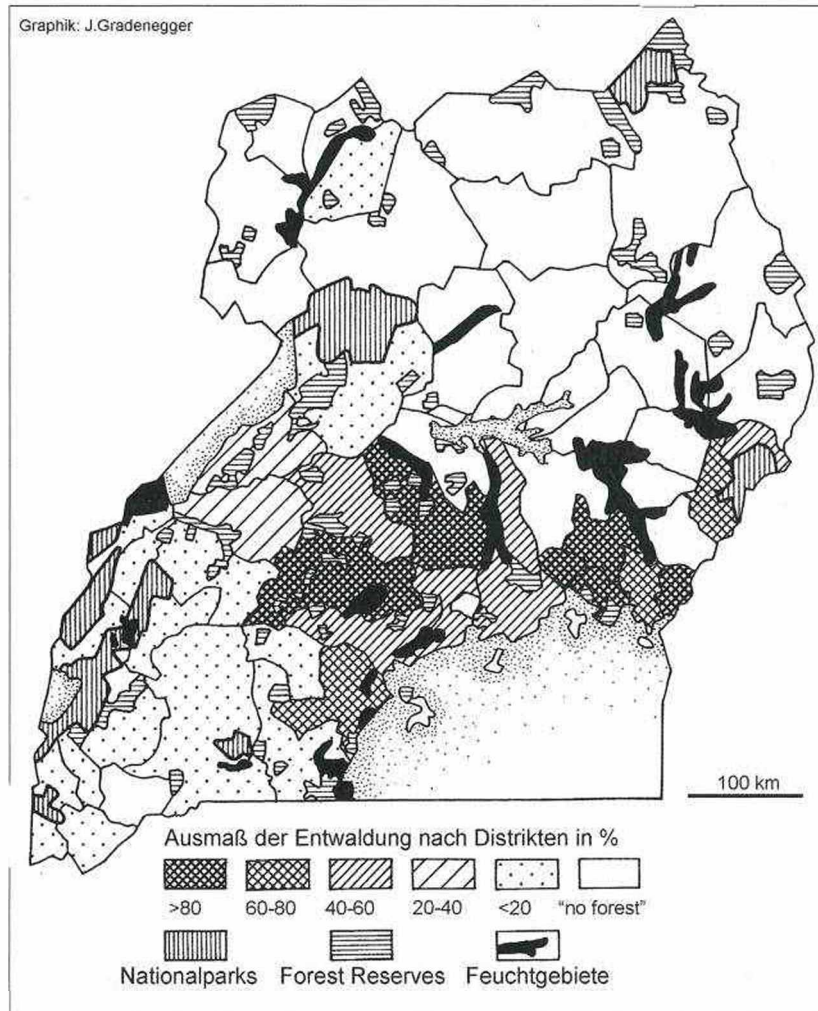 Graphik: J.Gradenegger
100 km
Ausmaß der Entwaldung nach Distrikten in %
>80 60-80 40-60 20-40 <20 "no forest"
Nationalparks Forest Reserves Feuchtgebiete